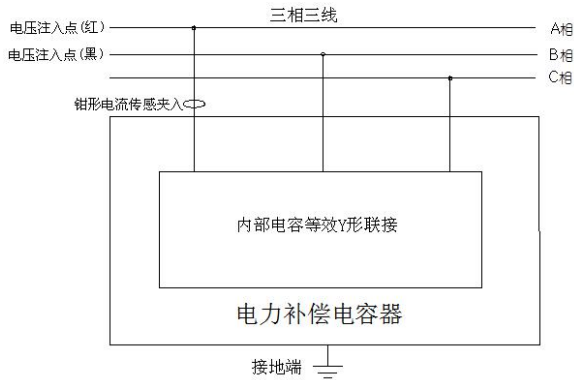 三相三线
电压注入点(红)
A相
电压注入点(黑)
B相
C相
钳形电流传感夹入
内部电容等效Y形联接
电力补偿电容器
接地端